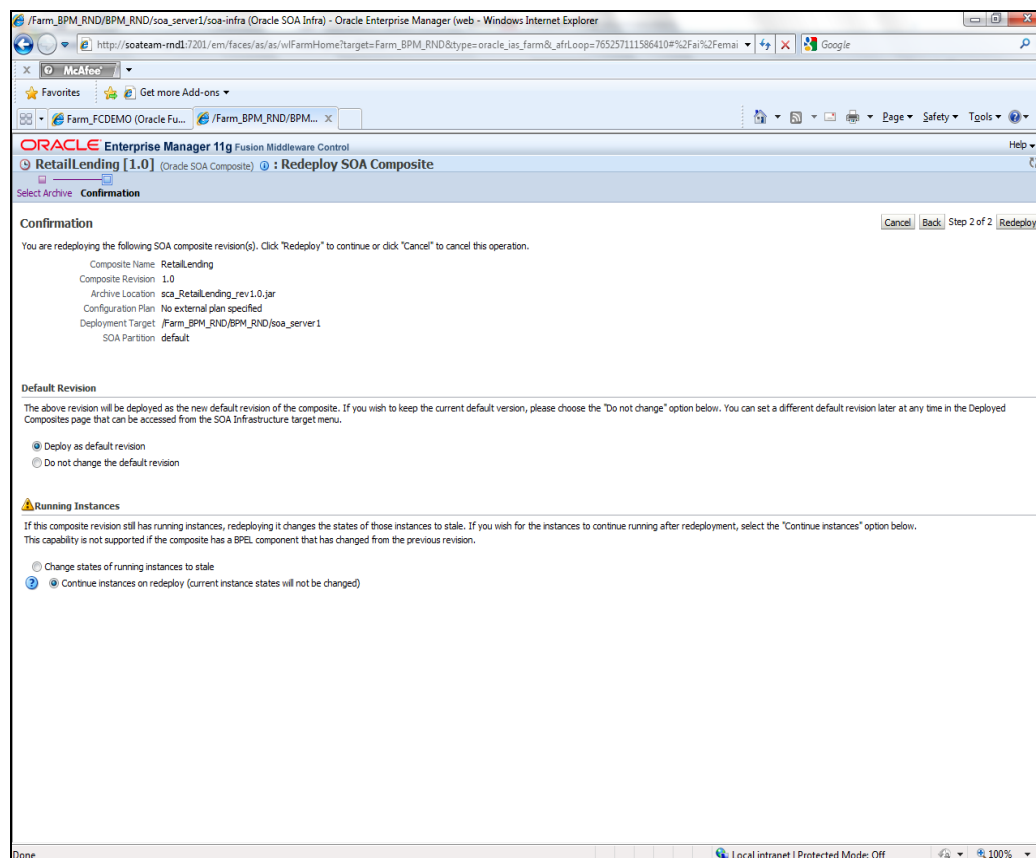 /Farm_BPM_RND/BPM_RND/soa_server1/soa-infra (Oracle SOA Infra) - Oracle Enterprise Manager (web - Windows Internet Explorer
http://soateam-rnd1:7201/em/faces/as/as/wlFarmHome?target=Farm_BPM_RND&type=oracle_ias_farm&_afrLoop=765257111586410#%2Fai%2Femai
Google
X McAfee
Favorites Get more Add-ons
Farm_FCDEMO (Oracle Fu... /Farm_BPM_RND/BPM... X Page Safety Tools
ORACLE Enterprise Manager 11g Fusion Middleware Control Help
RetailLending [1.0] (Oracle SOA Composite) : Redeploy SOA Composite
Select Archive Confirmation
Confirmation Cancel Back Step 2 of 2 Redeploy
You are redeploying the following SOA composite revision(s). Click "Redeploy" to continue or click "Cancel" to cancel this operation.
Composite Name RetailLending
Composite Revision 1.0
Archive Location sca_RetailLending_rev1.0.jar
Configuration Plan No external plan specified
Deployment Target /Farm_BPM_RND/BPM_RND/soa_server1
SOA Partition default
Default Revision
The above revision will be deployed as the new default revision of the composite. If you wish to keep the current default version, please choose the "Do not change" option below. You can set a different default revision later at any time in the Deployed
Composites page that can be accessed from the SOA Infrastructure target menu.
Deploy as default revision
Do not change the default revision
Running Instances
If this composite revision still has running instances, redeploying it changes the states of those instances to stale. If you wish for the instances to continue running after redeployment, select the "Continue instances" option below.
This capability is not supported if the composite has a BPEL component that has changed from the previous revision.
Change states of running instances to stale
Continue instances on redeploy (current instance states will not be changed)
Done Local intranet | Protected Mode: Off 100%